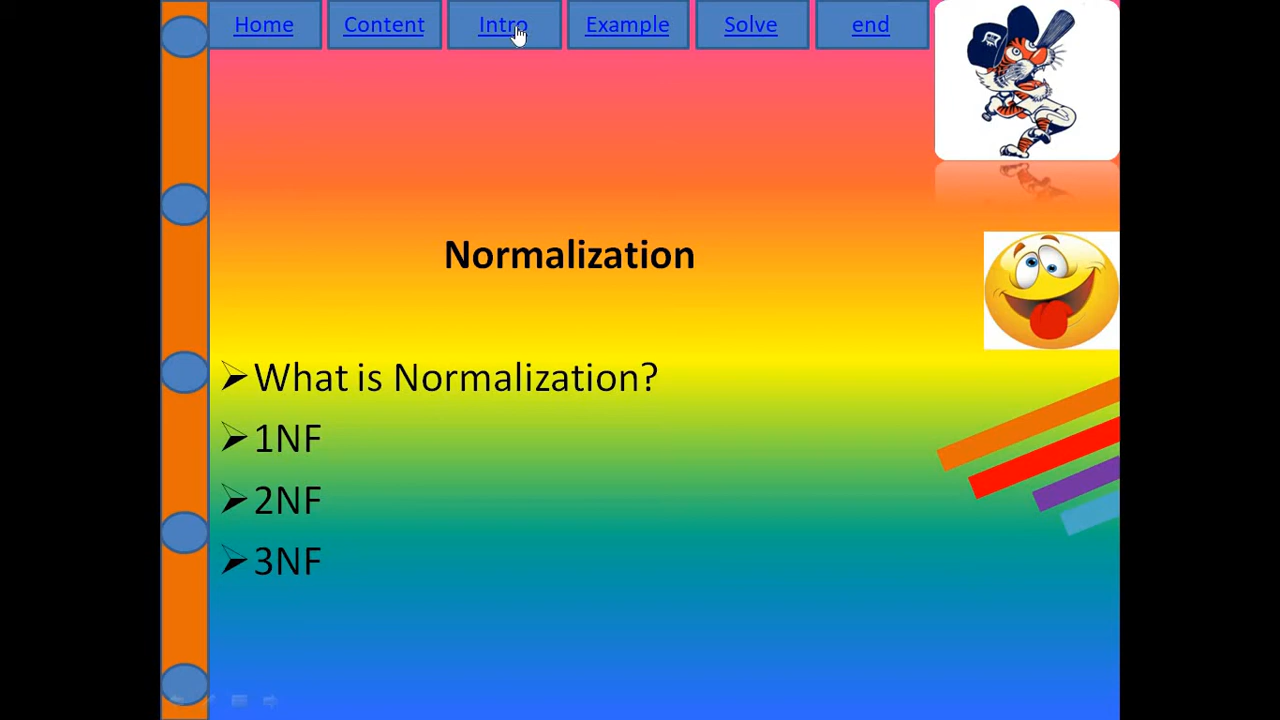 Home Content Intro Example Solve end
Normalization
What is Normalization?
1NF
2NF
3NF